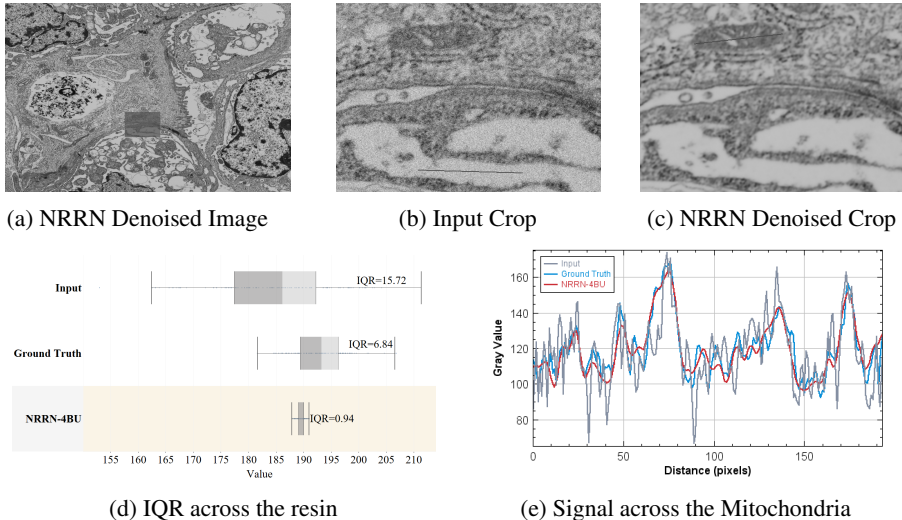 (a) NRRN Denoised Image
(b) Input Crop
(c) NRRN Denoised Crop
Input
IQR=15.72
Ground Truth
IQR=6.84
NRRN-4BU
IQR=0.94
155 160 165 170 175 180 185 190 195 200 205 210
Value
(d) IQR across the resin
Input
Ground Truth
NRRN-4BU
160
140
120
100
80
Gray Value
0 50 100 150
Distance (pixels)
(e) Signal across the Mitochondria